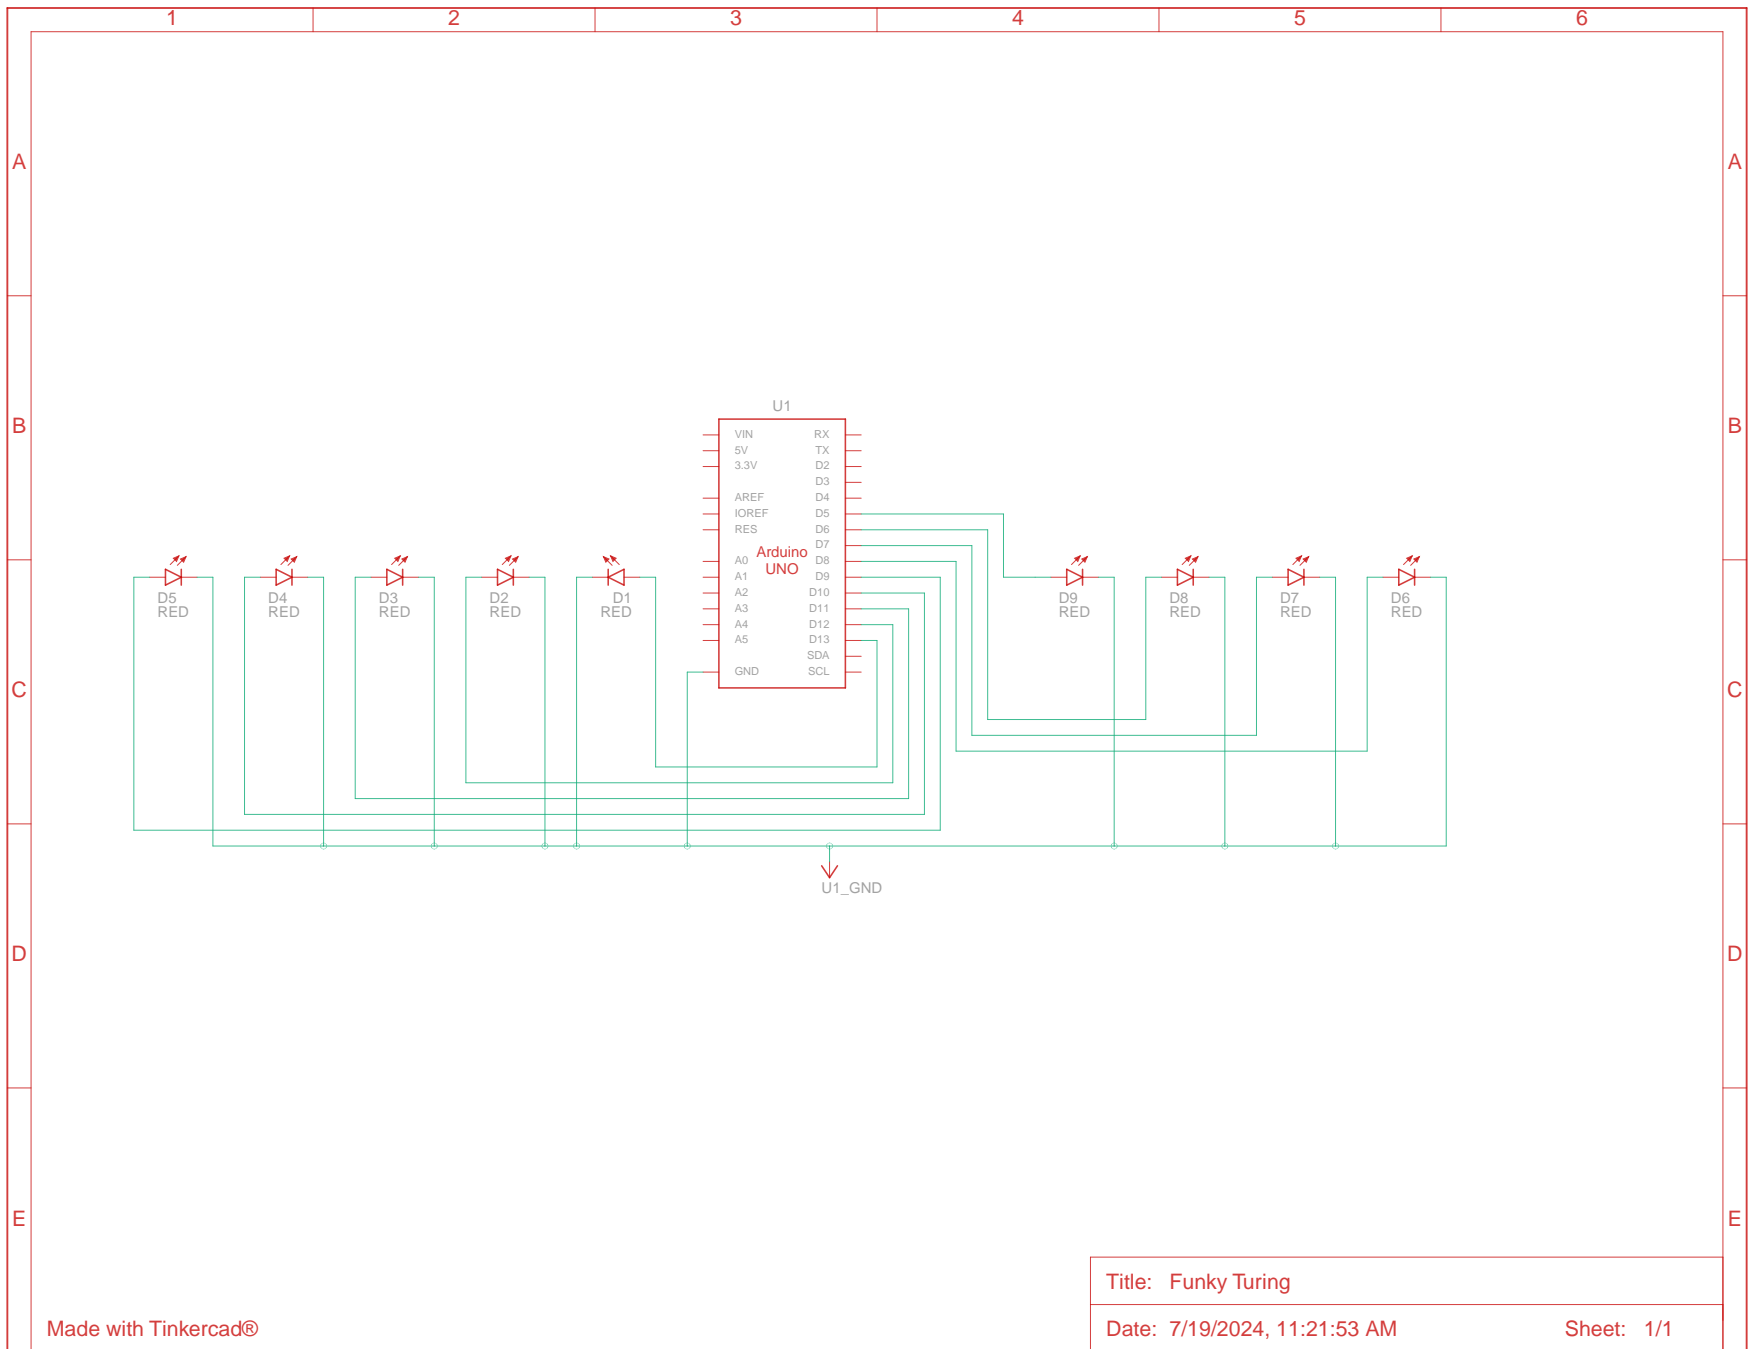 1 2 3 4 5 6
A A
B B
U1
VIN RX
5V TX
3.3V D2
D3
AREF D4
IOREF D5
RES D6
D7
Arduino
UNO
A0 D8
A1 D9
A2 D10
A3 D11
A4 D12
A5 D13
SDA
GND SCL
D5
RED
D4
RED
D3
RED
D2
RED
D1
RED
D9
RED
D8
RED
D7
RED
D6
RED
C C
U1_GND
D D
E E
Title: Funky Turing
Made with Tinkercad®
Date: 7/19/2024, 11:21:53 AM Sheet: 1/1